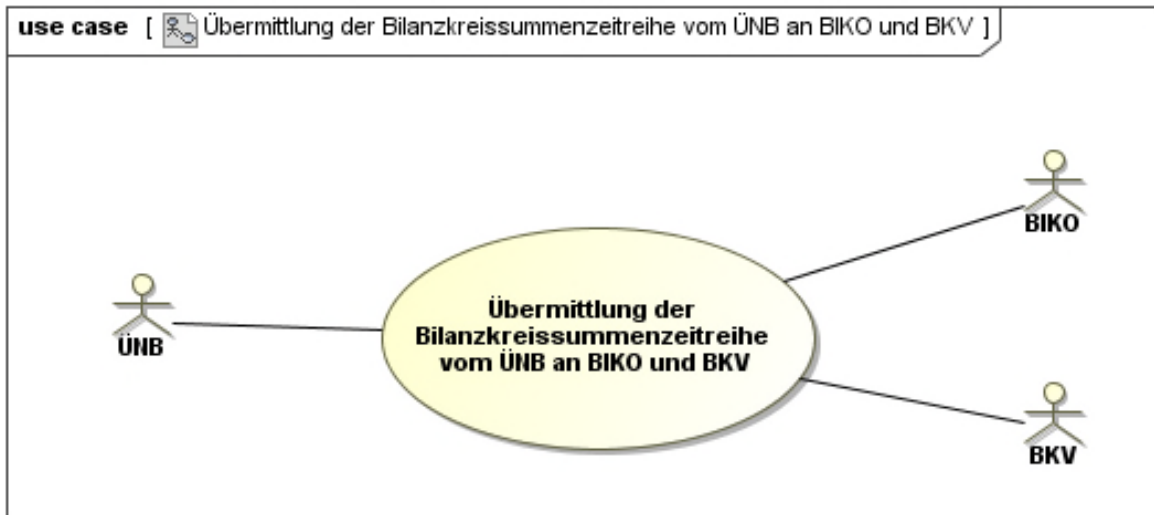 use case [ Übermittlung der Bilanzkreissummenzeitreihe vom ÜNB an BIKO und BKV ]
BIKO
Übermittlung der
Bilanzkreissummenzeitreihe
vom ÜNB an BIKO und BKV
ÜNB
BKV